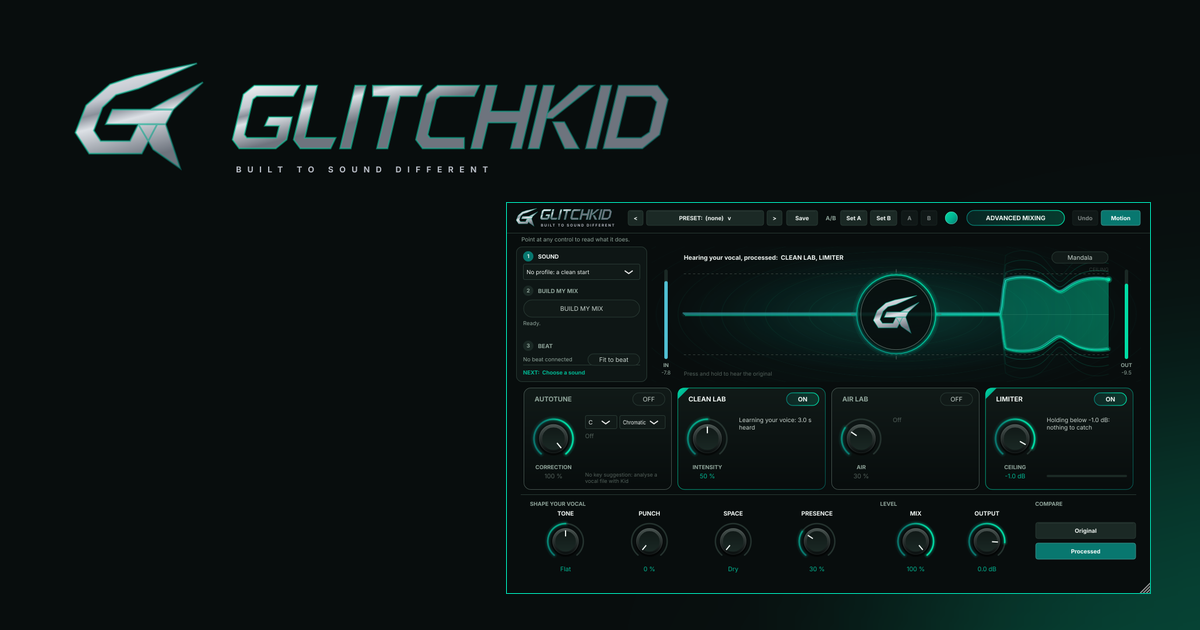 GLITCHKID
BUILT TO SOUND DIFFERENT
GLITCHKID
BUILT TO SOUND DIFFERENT
< PRESET: (none) v > Save A/B Set A Set B A B ADVANCED MIXING Undo Motion
Point at any control to read what it does.
1 SOUND
No profile: a clean start
2 BUILD MY MIX
BUILD MY MIX
Ready.
3 BEAT
No beat connected Fit to beat
NEXT: Choose a sound
Hearing your vocal, processed: CLEAN LAB, LIMITER
Mandala
IN
-7.8
Press and hold to hear the original
OUT
-9.5
AUTOTUNE OFF
C Chromatic
Off
CORRECTION
100 %
No key suggestion: analyse a
vocal file with Kid
CLEAN LAB ON
Learning your voice: 3.0 s
heard
INTENSITY
50 %
AIR LAB OFF
Off
AIR
30 %
LIMITER ON
Holding below -1.0 dB:
nothing to catch
CEILING
-1.0 dB
SHAPE YOUR VOCAL LEVEL COMPARE
TONE PUNCH SPACE PRESENCE MIX OUTPUT
Original
Processed
Flat 0 % Dry 30 % 100 % 0.0 dB